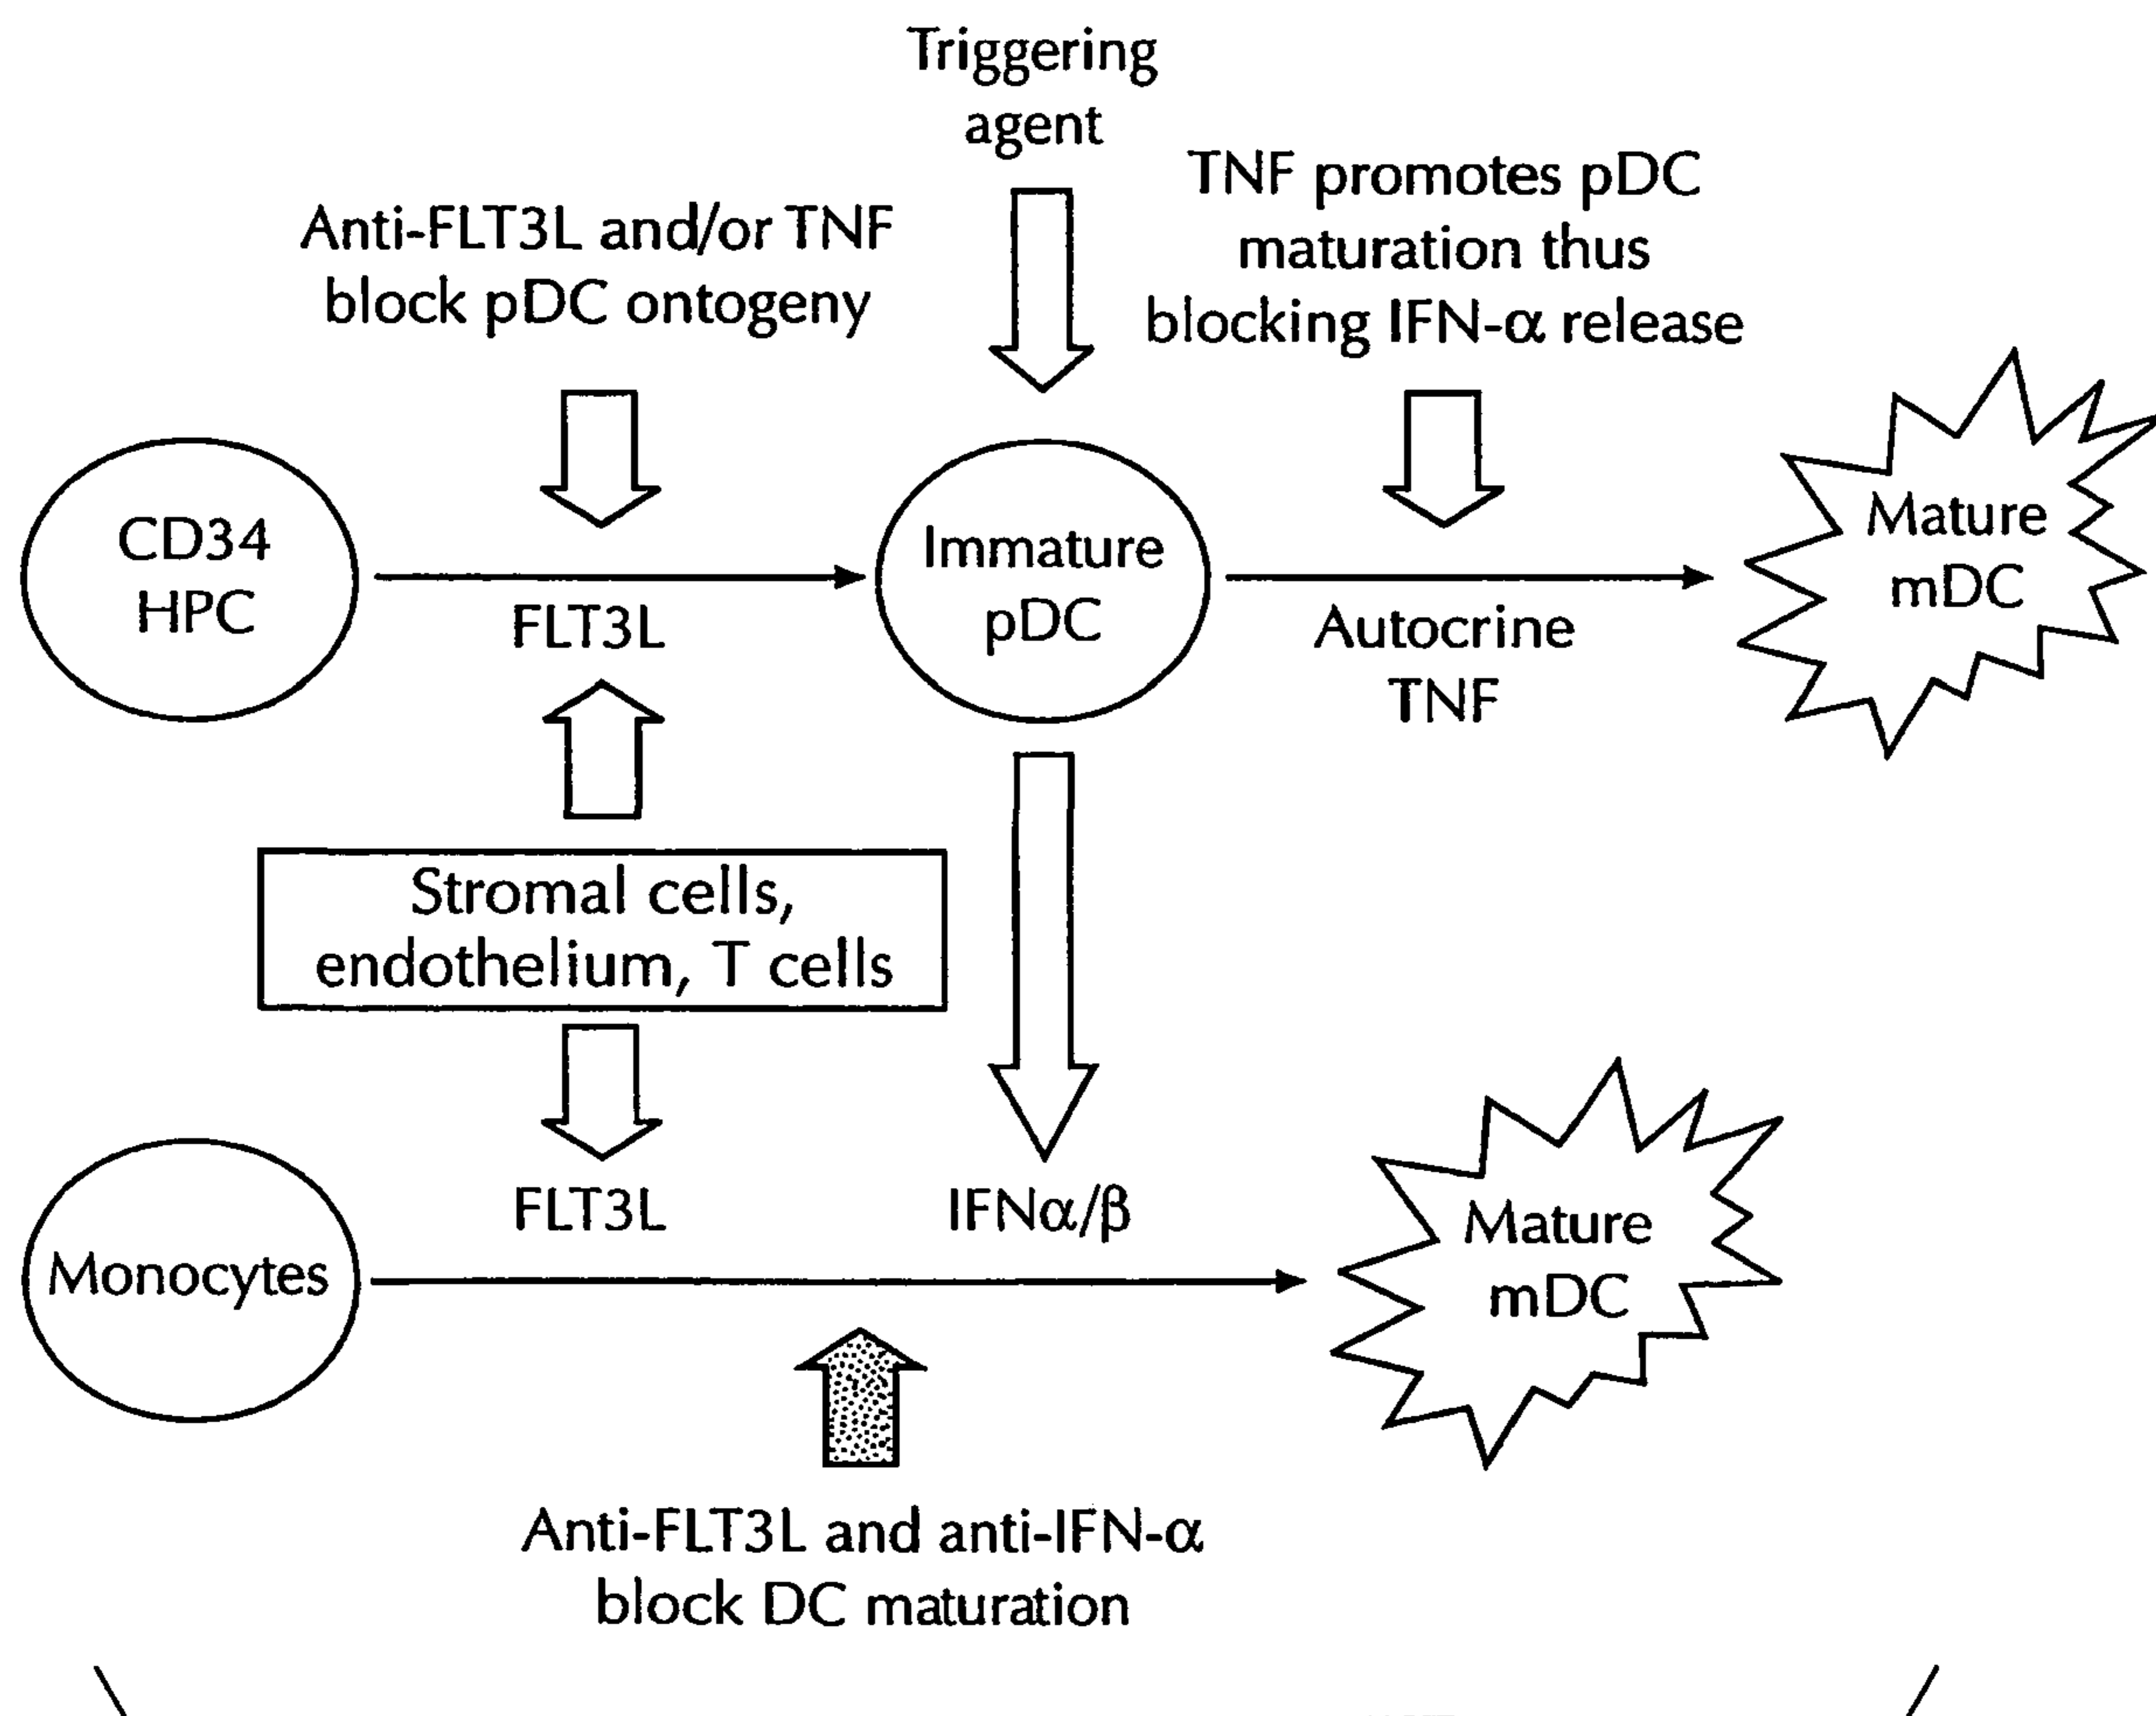 Triggering
agent
TNF promotes pDC
maturation thus
blocking IFN-α release
Anti-FLT3L and/or TNF
block pDC ontogeny
CD34
HPC
FLT3L
Immature
pDC
Autocrine
TNF
Mature
mDC
Stromal cells,
endothelium, T cells
FLT3L
IFNα/β
Monocytes
Mature
mDC
Anti-FLT3L and anti-IFN-α
block DC maturation